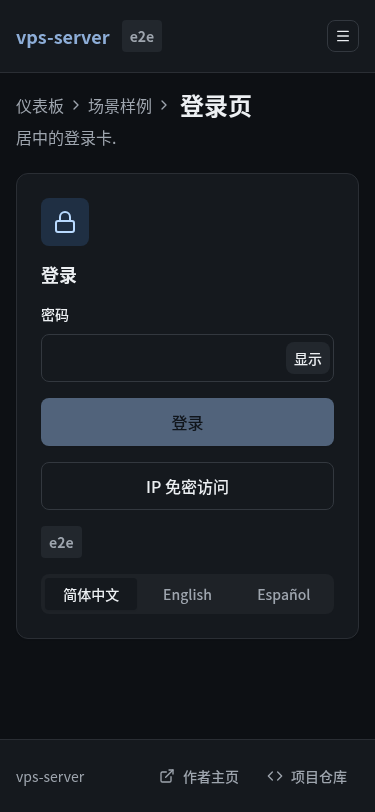 vps-server e2e
仪表板 场景样例 登录页
居中的登录卡.
登录
密码
显示
登录
IP 免密访问
e2e
简体中文 English Español
vps-server 作者主页 项目仓库